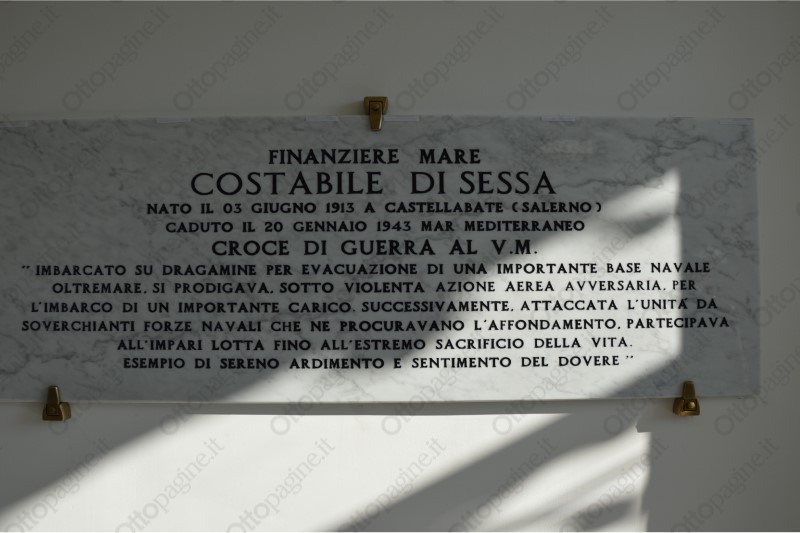 FINANZIERE MARE
COSTABILE DI SESSA
NATO IL 03 GIUGNO 1913 A CASTELLABATE (SALERNO)
CADUTO IL 20 GENNAIO 1943 MAR MEDITERRANEO
CROCE DI GUERRA AL V.M.
"IMBARCATO SU DRAGAMINE PER EVACUAZIONE DI UNA IMPORTANTE BASE NAVALE
OLTREMARE, SI PRODIGAVA, SOTTO VIOLENTA AZIONE AEREA AVVERSARIA, PER
L'IMBARCO DI UN IMPORTANTE CARICO. SUCCESSIVAMENTE, ATTACCATA L'UNITA' DA
SOVERCHIANTI FORZE NAVALI CHE NE PROCURAVANO L'AFFONDAMENTO, PARTECIPAVA
ALL'IMPARI LOTTA FINO ALL'ESTREMO SACRIFICIO DELLA VITA.
ESEMPIO DI SERENO ARDIMENTO E SENTIMENTO DEL DOVERE"
Ottopagine.it